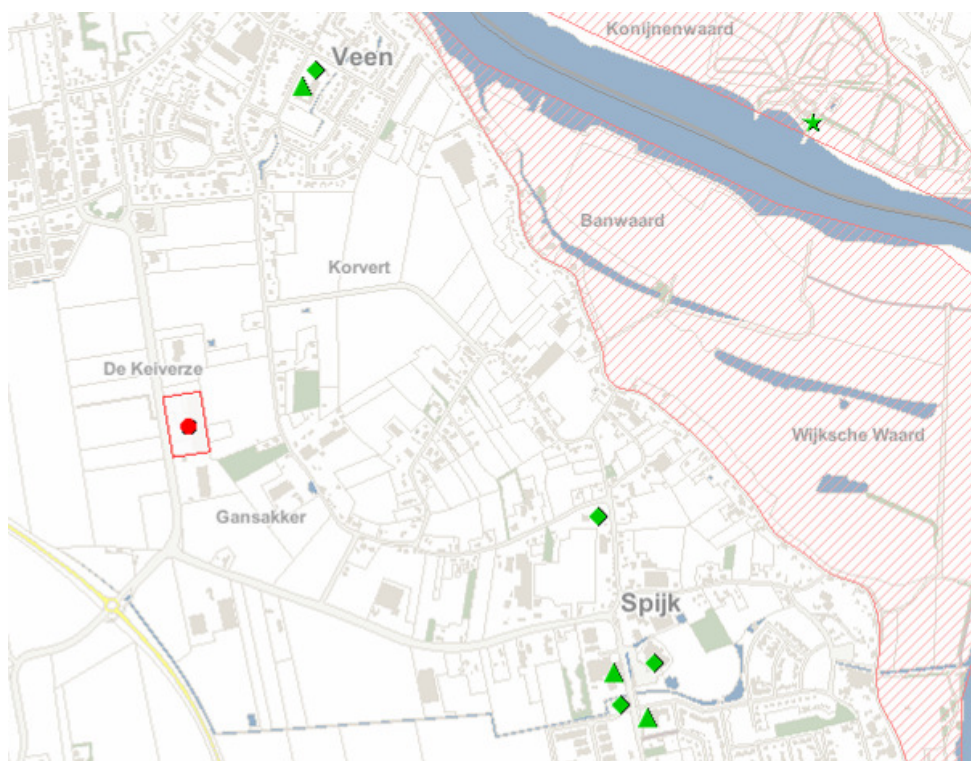 Konijnenwaard
Veen
Banwaard
Korvert
De Keiverze
Wijksche Waard
Gansakker
Spijk